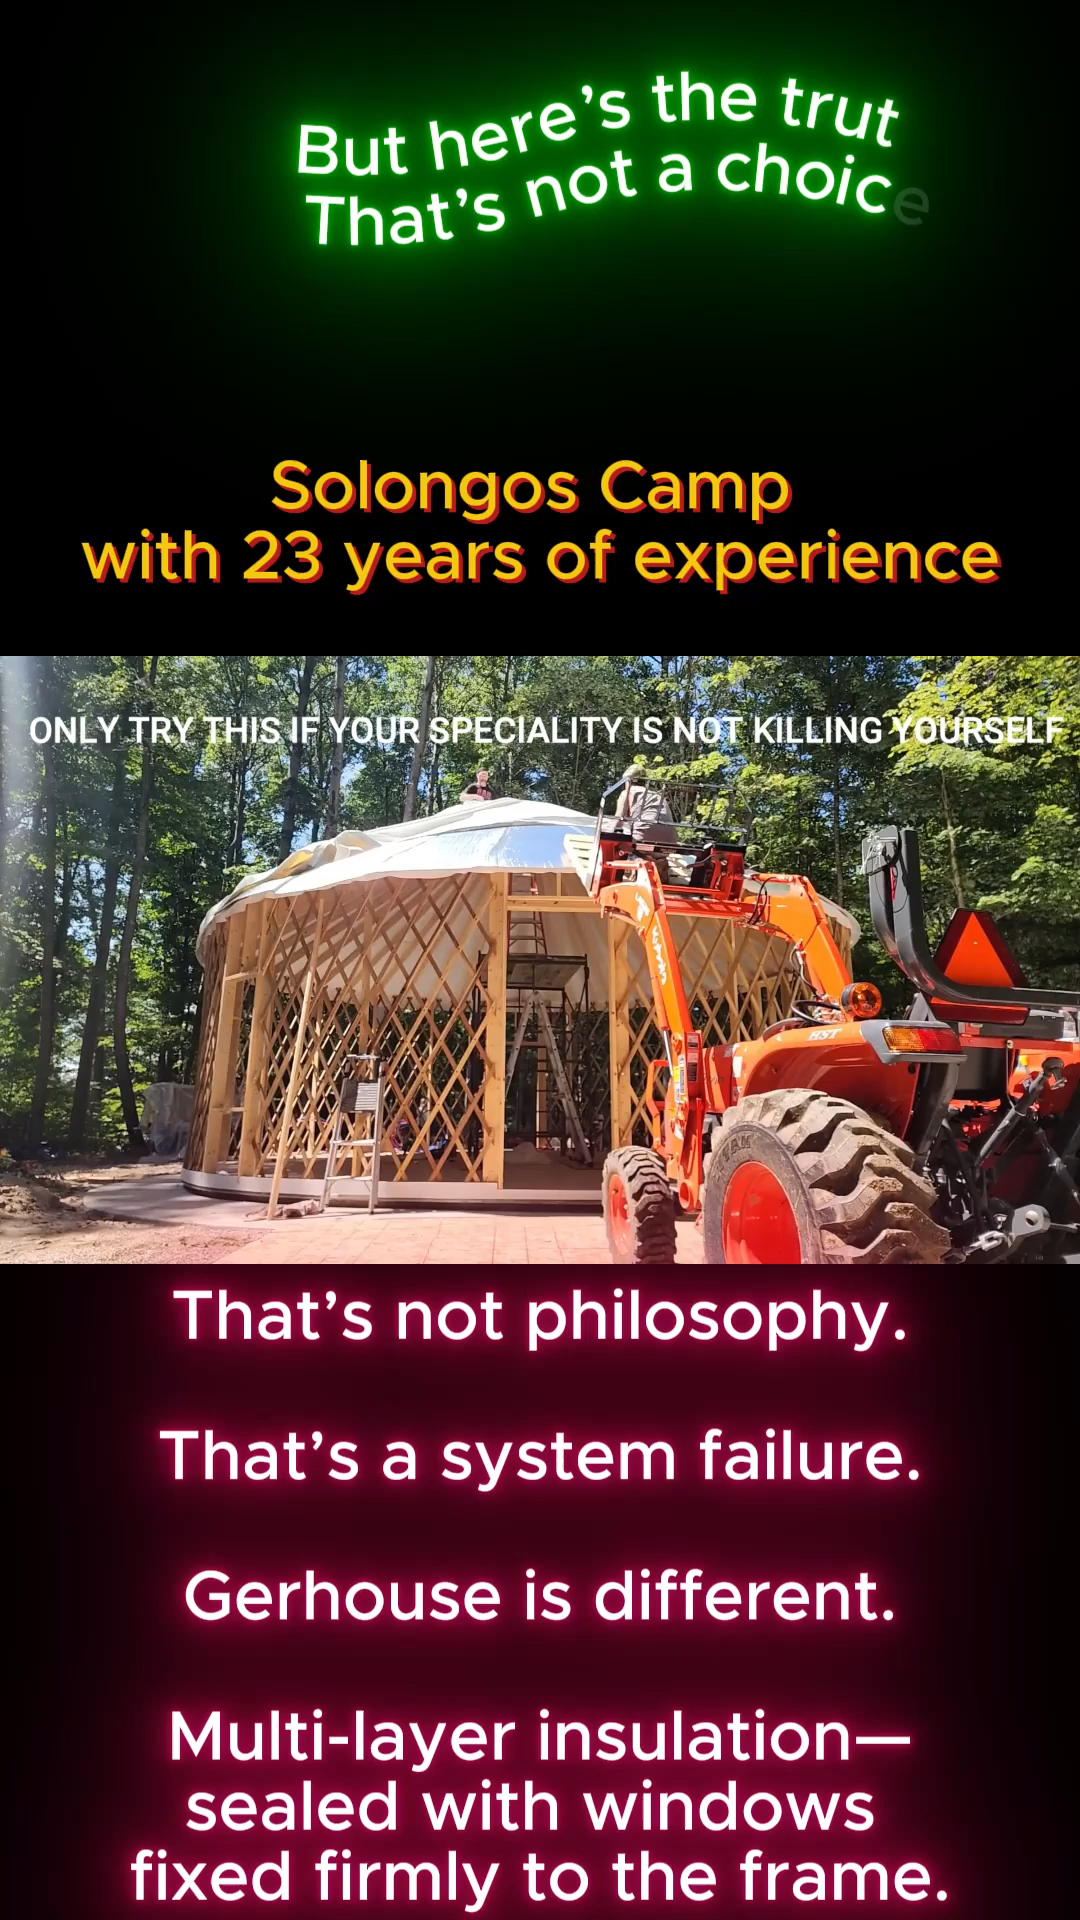 But here’s the trut
That’s not a choice
Solongos Camp
with 23 years of experience
ONLY TRY THIS IF YOUR SPECIALITY IS NOT KILLING YOURSELF
HST
That’s not philosophy.
That’s a system failure.
Gerhouse is different.
Multi-layer insulation—
sealed with windows
fixed firmly to the frame.